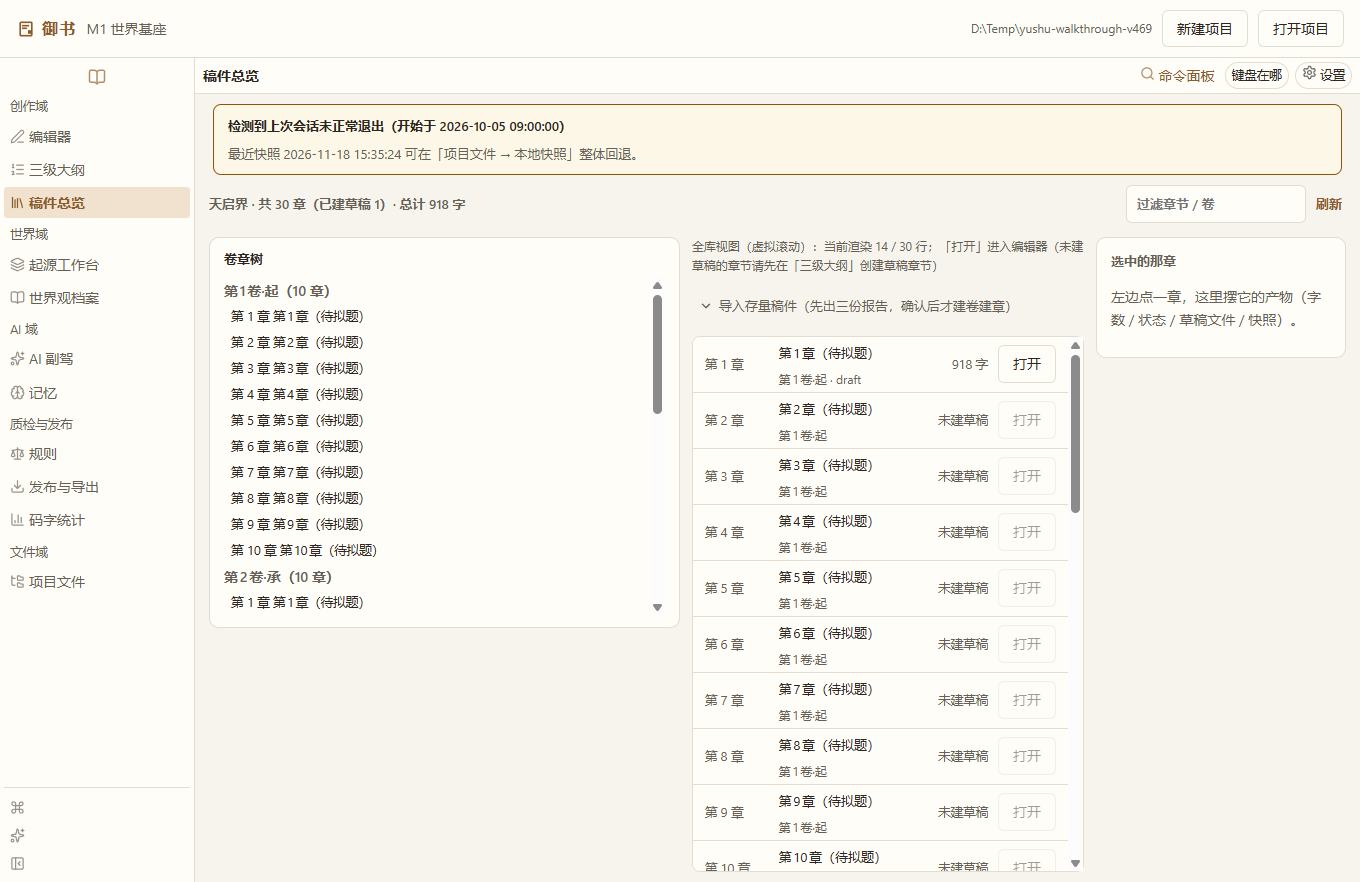 御书 M1 世界基座
D:\Temp\yushu-walkthrough-v469 新建项目 打开项目
创作域
编辑器
三级大纲
稿件总览
世界域
起源工作台
世界观档案
AI 域
AI 副驾
记忆
质检与发布
规则
发布与导出
码字统计
文件域
项目文件
稿件总览
命令面板 键盘在哪 设置
检测到上次会话未正常退出（开始于 2026-10-05 09:00:00）
最近快照 2026-11-18 15:35:24 可在「项目文件 → 本地快照」整体回退。
天启界 · 共 30 章（已建草稿 1）· 总计 918 字
过滤章节 / 卷 刷新
卷章树
第1卷·起（10 章）
第 1 章 第1章（待拟题）
第 2 章 第2章（待拟题）
第 3 章 第3章（待拟题）
第 4 章 第4章（待拟题）
第 5 章 第5章（待拟题）
第 6 章 第6章（待拟题）
第 7 章 第7章（待拟题）
第 8 章 第8章（待拟题）
第 9 章 第9章（待拟题）
第 10 章 第10章（待拟题）
第2卷·承（10 章）
第 1 章 第1章（待拟题）
全库视图（虚拟滚动）：当前渲染 14 / 30 行；「打开」进入编辑器（未建
草稿的章节请先在「三级大纲」创建草稿章节）
导入存量稿件（先出三份报告，确认后才建卷建章）
第 1 章 第1章（待拟题） 918 字 打开
第1卷·起 · draft
第 2 章 第2章（待拟题） 未建草稿 打开
第1卷·起
第 3 章 第3章（待拟题） 未建草稿 打开
第1卷·起
第 4 章 第4章（待拟题） 未建草稿 打开
第1卷·起
第 5 章 第5章（待拟题） 未建草稿 打开
第1卷·起
第 6 章 第6章（待拟题） 未建草稿 打开
第1卷·起
第 7 章 第7章（待拟题） 未建草稿 打开
第1卷·起
第 8 章 第8章（待拟题） 未建草稿 打开
第1卷·起
第 9 章 第9章（待拟题） 未建草稿 打开
第1卷·起
第 10 章 第10章（待拟题） 未建草稿 打开
选中的那章
左边点一章，这里摆它的产物（字
数 / 状态 / 草稿文件 / 快照）。